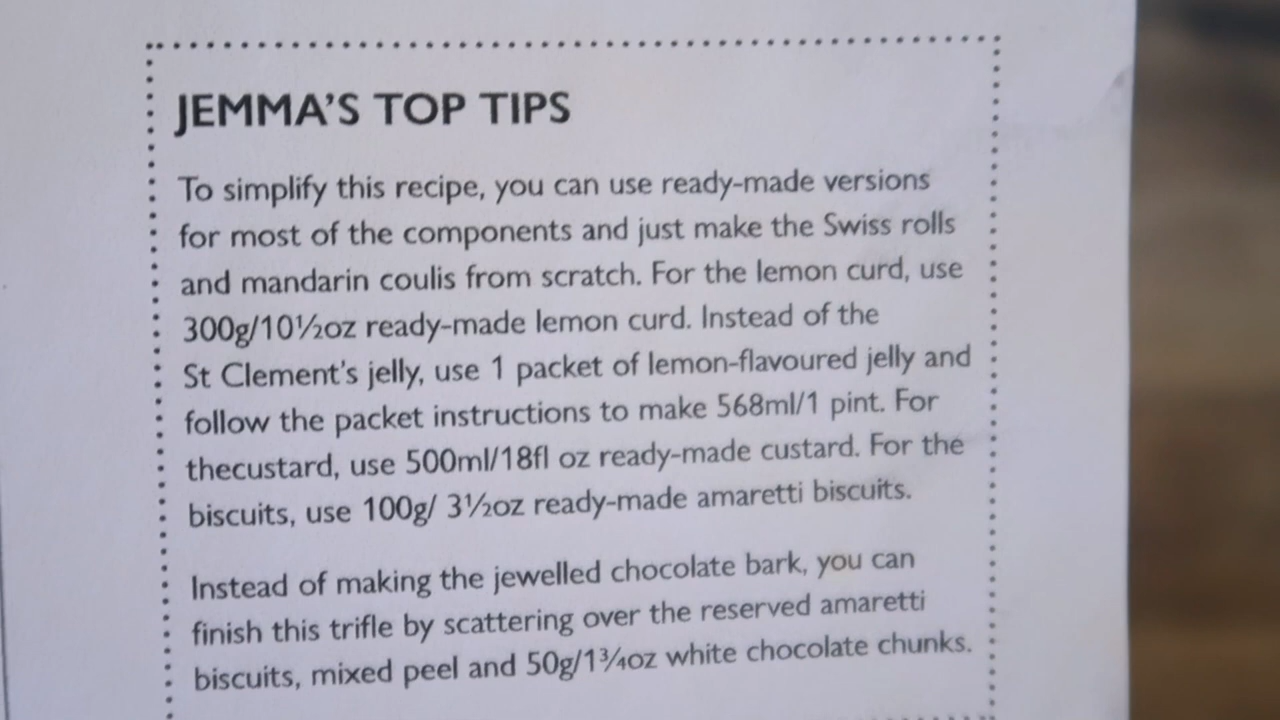 JEMMA'S TOP TIPS
To simplify this recipe, you can use ready-made versions
for most of the components and just make the Swiss rolls
and mandarin coulis from scratch. For the lemon curd, use
300g/10½oz ready-made lemon curd. Instead of the
St Clement's jelly, use 1 packet of lemon-flavoured jelly and
follow the packet instructions to make 568ml/1 pint. For
thecustard, use 500ml/18fl oz ready-made custard. For the
biscuits, use 100g/ 3½oz ready-made amaretti biscuits.
Instead of making the jewelled chocolate bark, you can
finish this trifle by scattering over the reserved amaretti
biscuits, mixed peel and 50g/1¾oz white chocolate chunks.